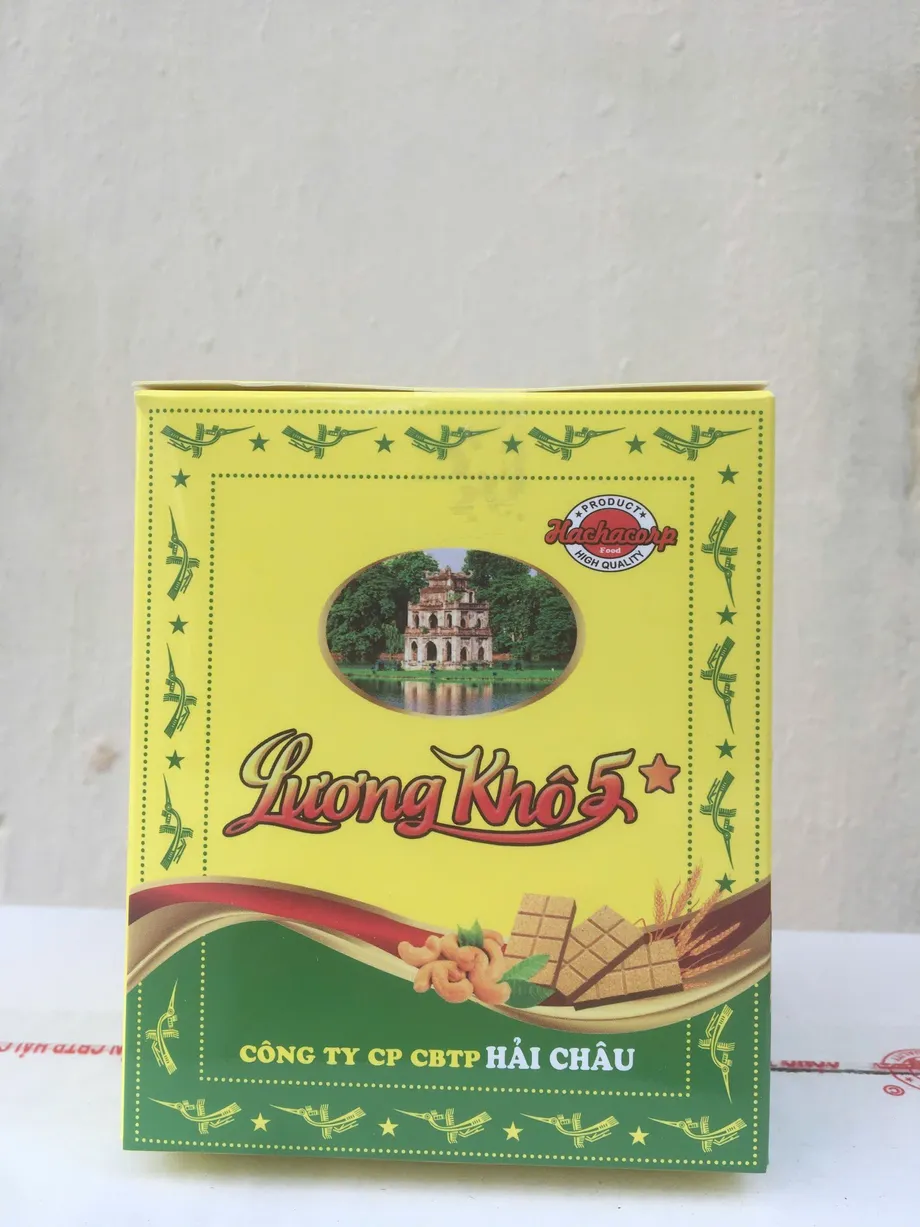 PRODUCT
Hachacorp
Food
HIGH QUALITY
Lương Khô 5
CÔNG TY CP CBTP HẢI CHÂU